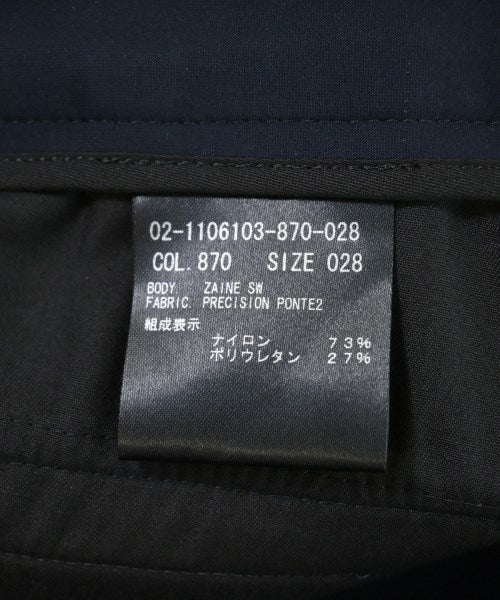 02-1106103-870-028
COL. 870 SIZE 028
BODY. ZAINE SW
FABRIC. PRECISION PONTE2
組成表示
ナイロン 73%
ポリウレタン 27%